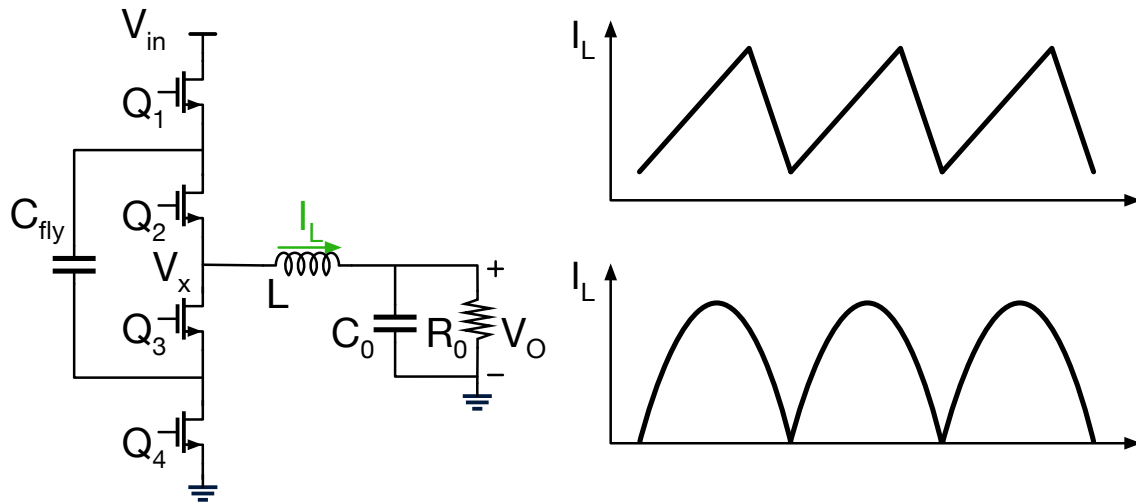 V_in
Q_1
C_fly
Q_2
I_L
V_x
L
+
Q_3
C_0
R_0
V_O
−
Q_4
I_L
I_L